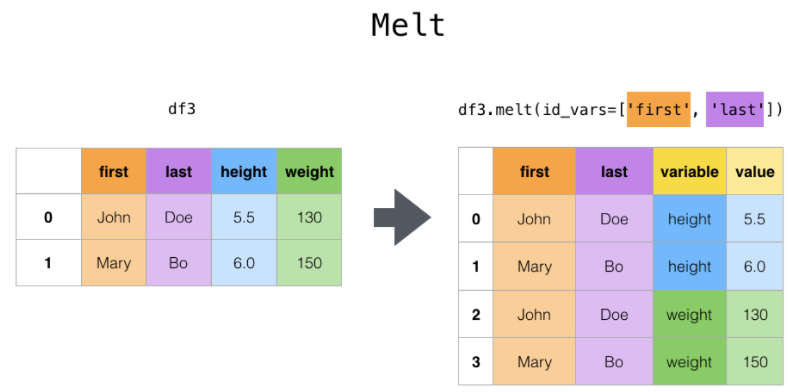 Melt
df3
first last height weight
0 John Doe 5.5 130
1 Mary Bo 6.0 150
df3.melt(id_vars=['first', 'last'])
first last variable value
0 John Doe height 5.5
1 Mary Bo height 6.0
2 John Doe weight 130
3 Mary Bo weight 150